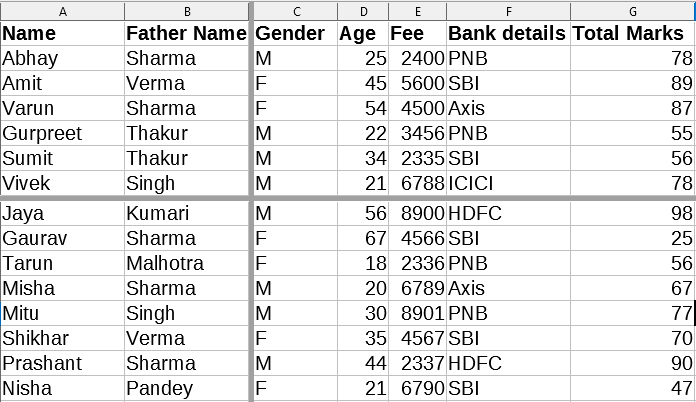 A B C D E F G
Name Father Name Gender Age Fee Bank details Total Marks
Abhay Sharma M 25 2400 PNB 78
Amit Verma F 45 5600 SBI 89
Varun Sharma F 54 4500 Axis 87
Gurpreet Thakur M 22 3456 PNB 55
Sumit Thakur M 34 2335 SBI 56
Vivek Singh M 21 6788 ICICI 78
Jaya Kumari M 56 8900 HDFC 98
Gaurav Sharma F 67 4566 SBI 25
Tarun Malhotra F 18 2336 PNB 56
Misha Sharma M 20 6789 Axis 67
Mitu Singh M 30 8901 PNB 77
Shikhar Verma F 35 4567 SBI 70
Prashant Sharma M 44 2337 HDFC 90
Nisha Pandey F 21 6790 SBI 47